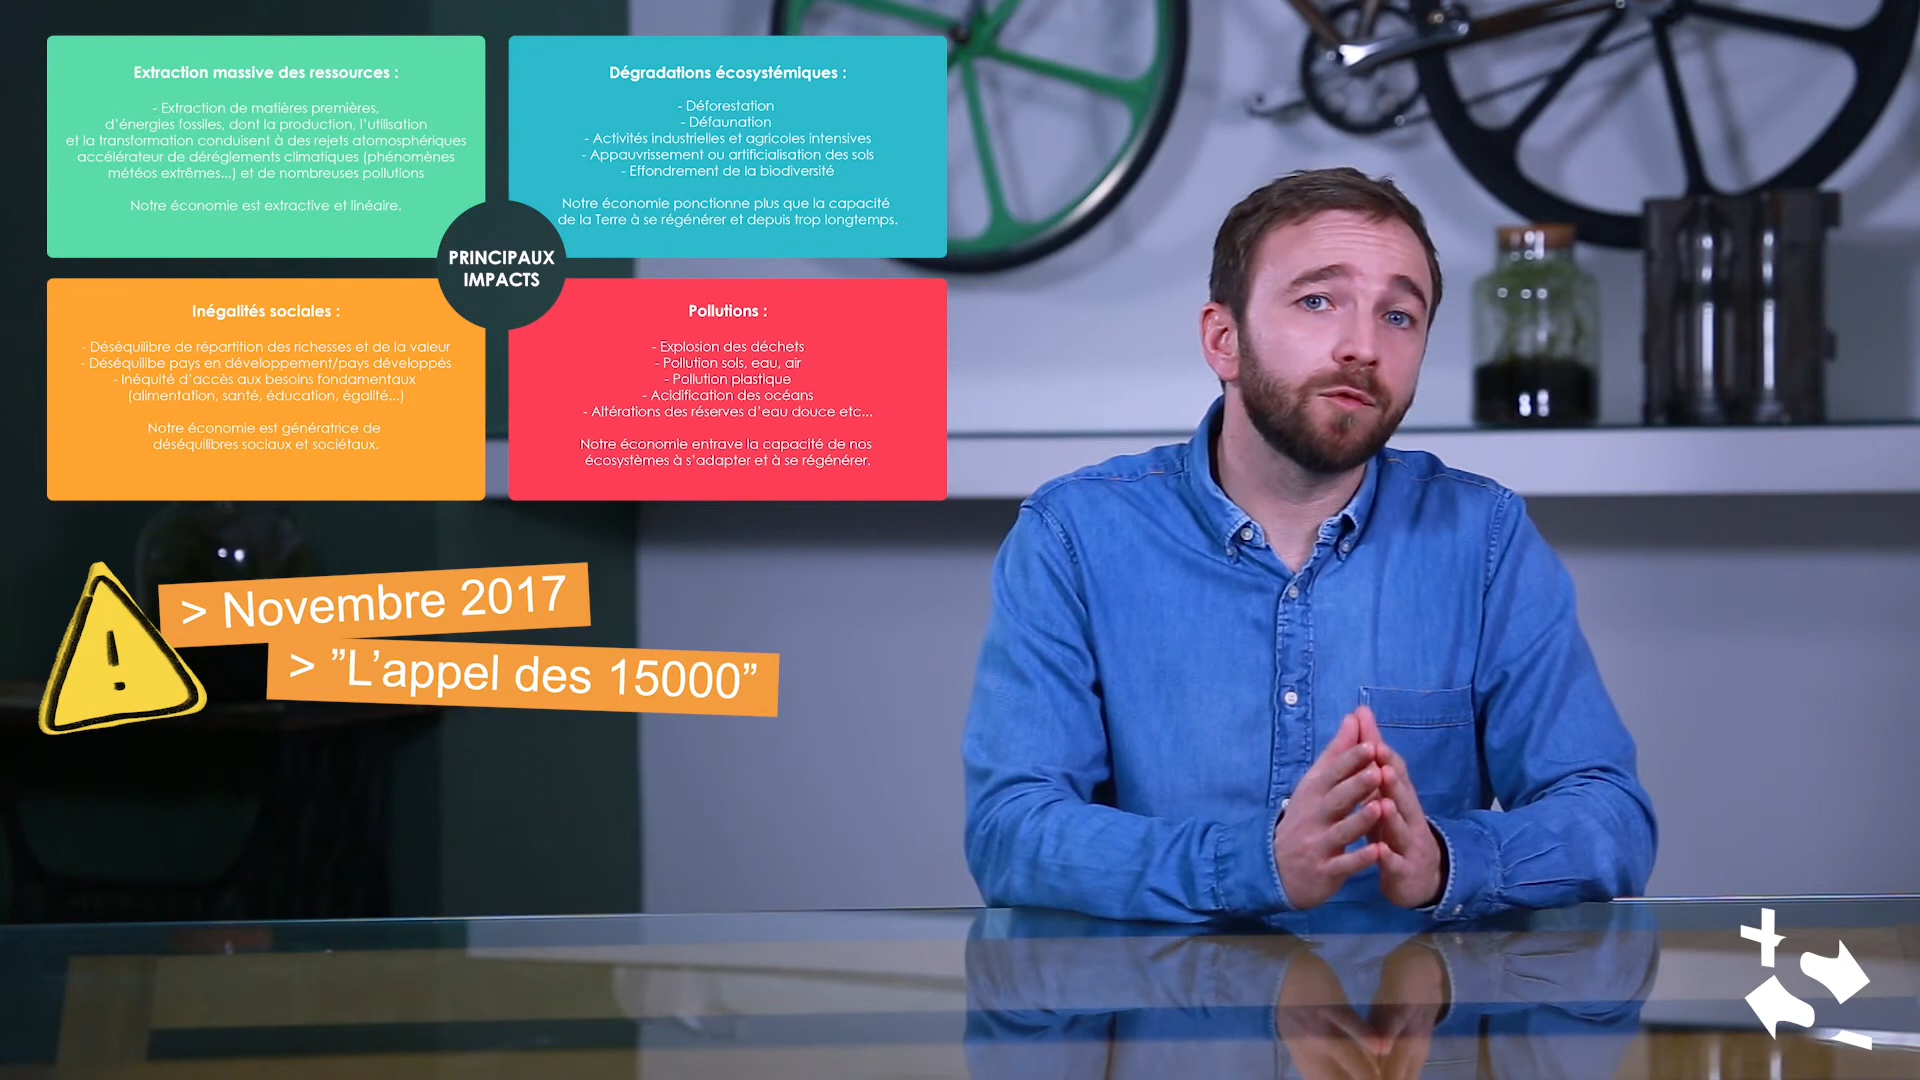 Extraction massive des ressources :
- Extraction de matières premières,
d'énergies fossiles, dont la production, l'utilisation
et la transformation conduisent à des rejets atomosphériques
accélérateur de déréglements climatiques (phénomènes
météos extrêmes...) et de nombreuses pollutions
Notre économie est extractive et linéaire.
Dégradations écosystémiques :
- Déforestation
- Défaunation
- Activités industrielles et agricoles intensives
- Appauvrissement ou artificialisation des sols
- Effondrement de la biodiversité
Notre économie ponctionne plus que la capacité
de la Terre à se régénérer et depuis trop longtemps.
PRINCIPAUX
IMPACTS
Inégalités sociales :
- Déséquilibre de répartition des richesses et de la valeur
- Déséquilibe pays en développement/pays développés
- Inéquité d'accès aux besoins fondamentaux
(alimentation, santé, éducation, égalité...)
Notre économie est génératrice de
déséquilibres sociaux et sociétaux.
Pollutions :
- Explosion des déchets
- Pollution sols, eau, air
- Pollution plastique
- Acidification des océans
- Altérations des réserves d'eau douce etc...
Notre économie entrave la capacité de nos
écosystèmes à s'adapter et à se régénérer.
!
> Novembre 2017
> ”L'appel des 15000”